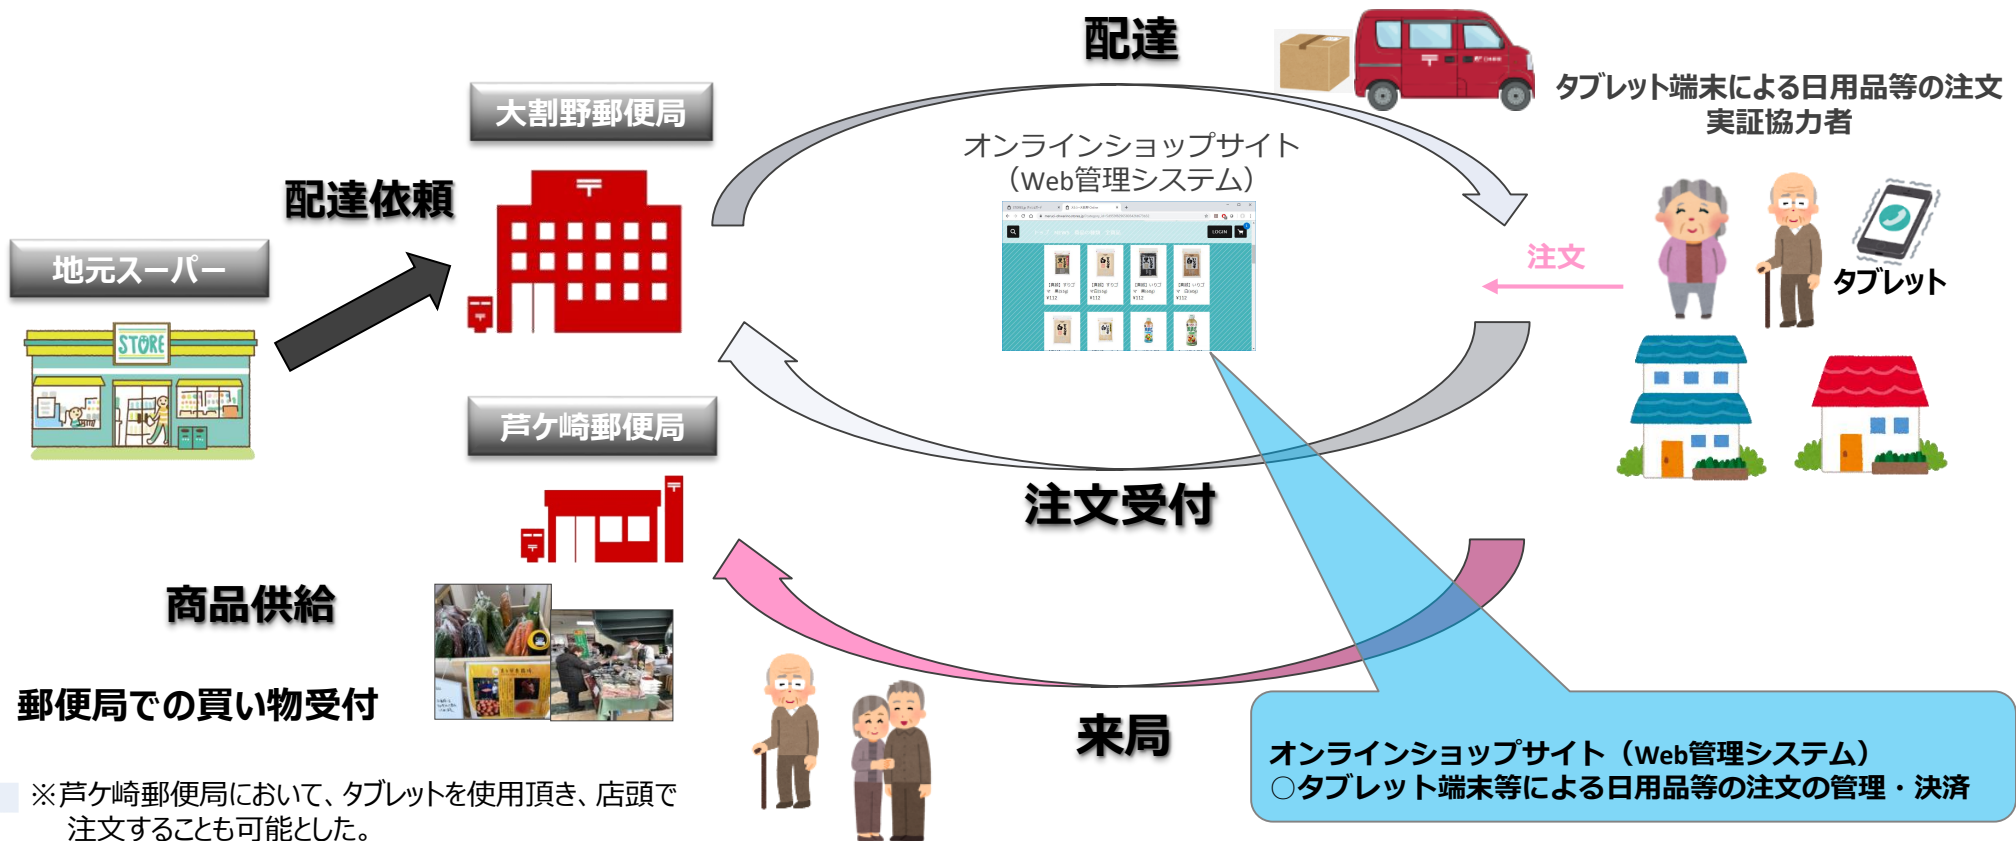 配達
タブレット端末による日用品等の注文
実証協力者
大割野郵便局
オンラインショップサイト
（Web管理システム）
配達依頼
地元スーパー
STORE
LOGIN
¥112
¥112
¥112
¥112
注文
タブレット
芦ケ崎郵便局
注文受付
商品供給
郵便局での買い物受付
来局
オンラインショップサイト（Web管理システム）
○タブレット端末等による日用品等の注文の管理・決済
※芦ケ崎郵便局において、タブレットを使用頂き、店頭で
注文することも可能とした。